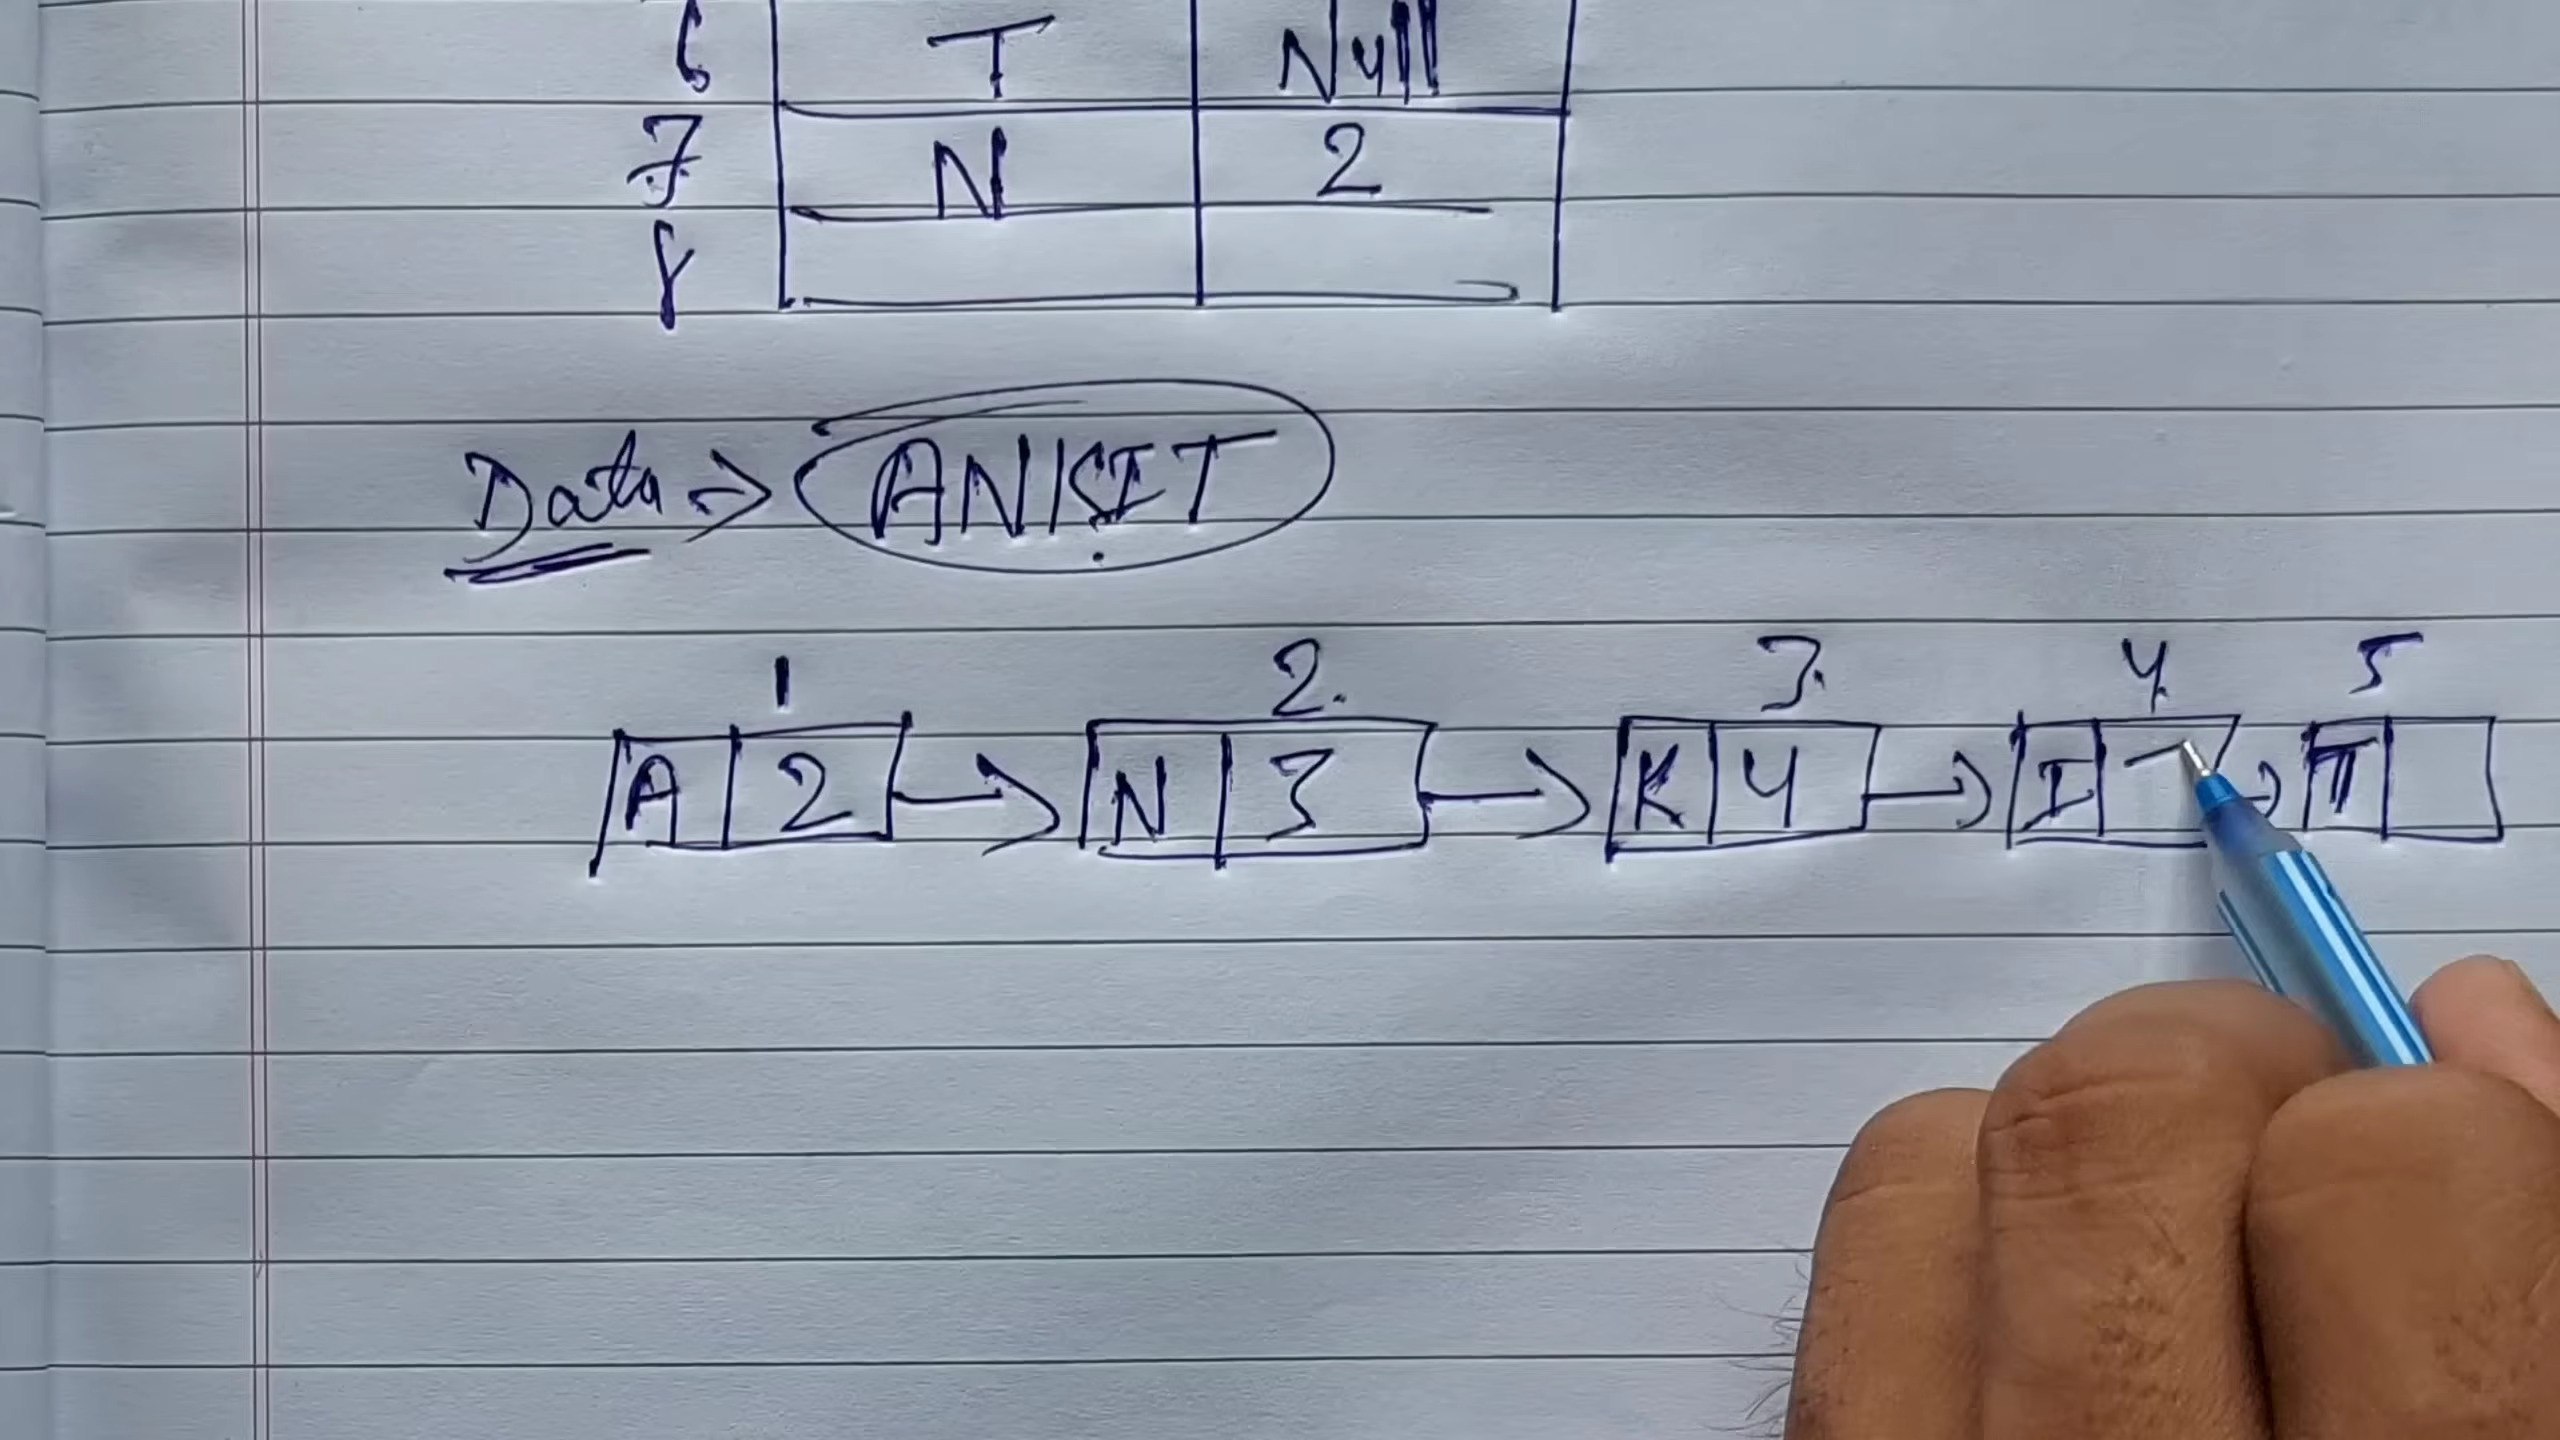 6 T Null
7 N 2
8
Data => ANKIT
1 2. 3. 4 5
A 2 → N 3 → K 4 → I → T